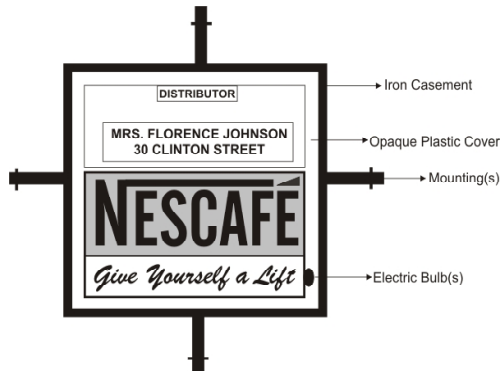 DISTRIBUTOR
MRS. FLORENCE JOHNSON
30 CLINTON STREET
NESCAFÉ
Give Yourself a Lift
Iron Casement
Opaque Plastic Cover
Mounting(s)
Electric Bulb(s)